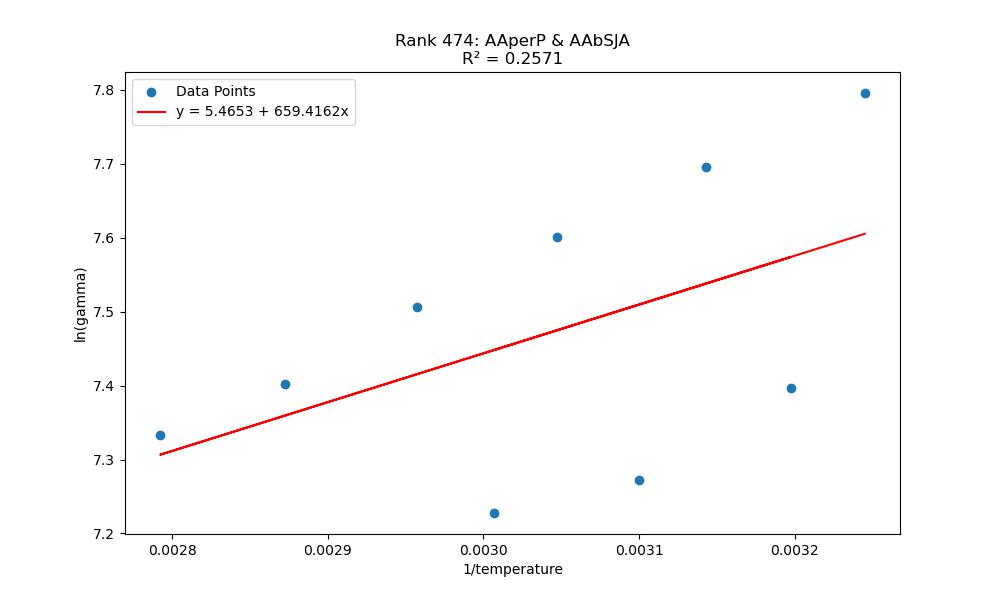 Rank 474: AAperP & AAbSJA
R² = 0.2571
Data Points
y = 5.4653 + 659.4162x
7.8
7.7
7.6
7.5
7.4
7.3
7.2
ln(gamma)
0.0028 0.0029 0.0030 0.0031 0.0032
1/temperature